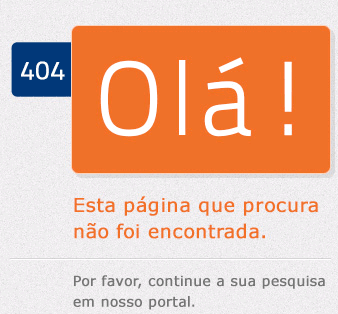 404
Olá!
Esta página que procura
não foi encontrada.
Por favor, continue a sua pesquisa
em nosso portal.